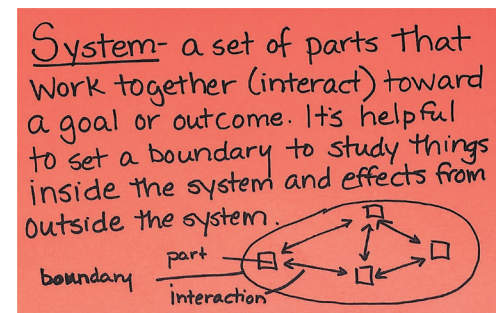 System- a set of parts that
work together (interact) toward
a goal or outcome. It's helpful
to set a boundary to study things
inside the system and effects from
outside the system.
part
boundary
interaction